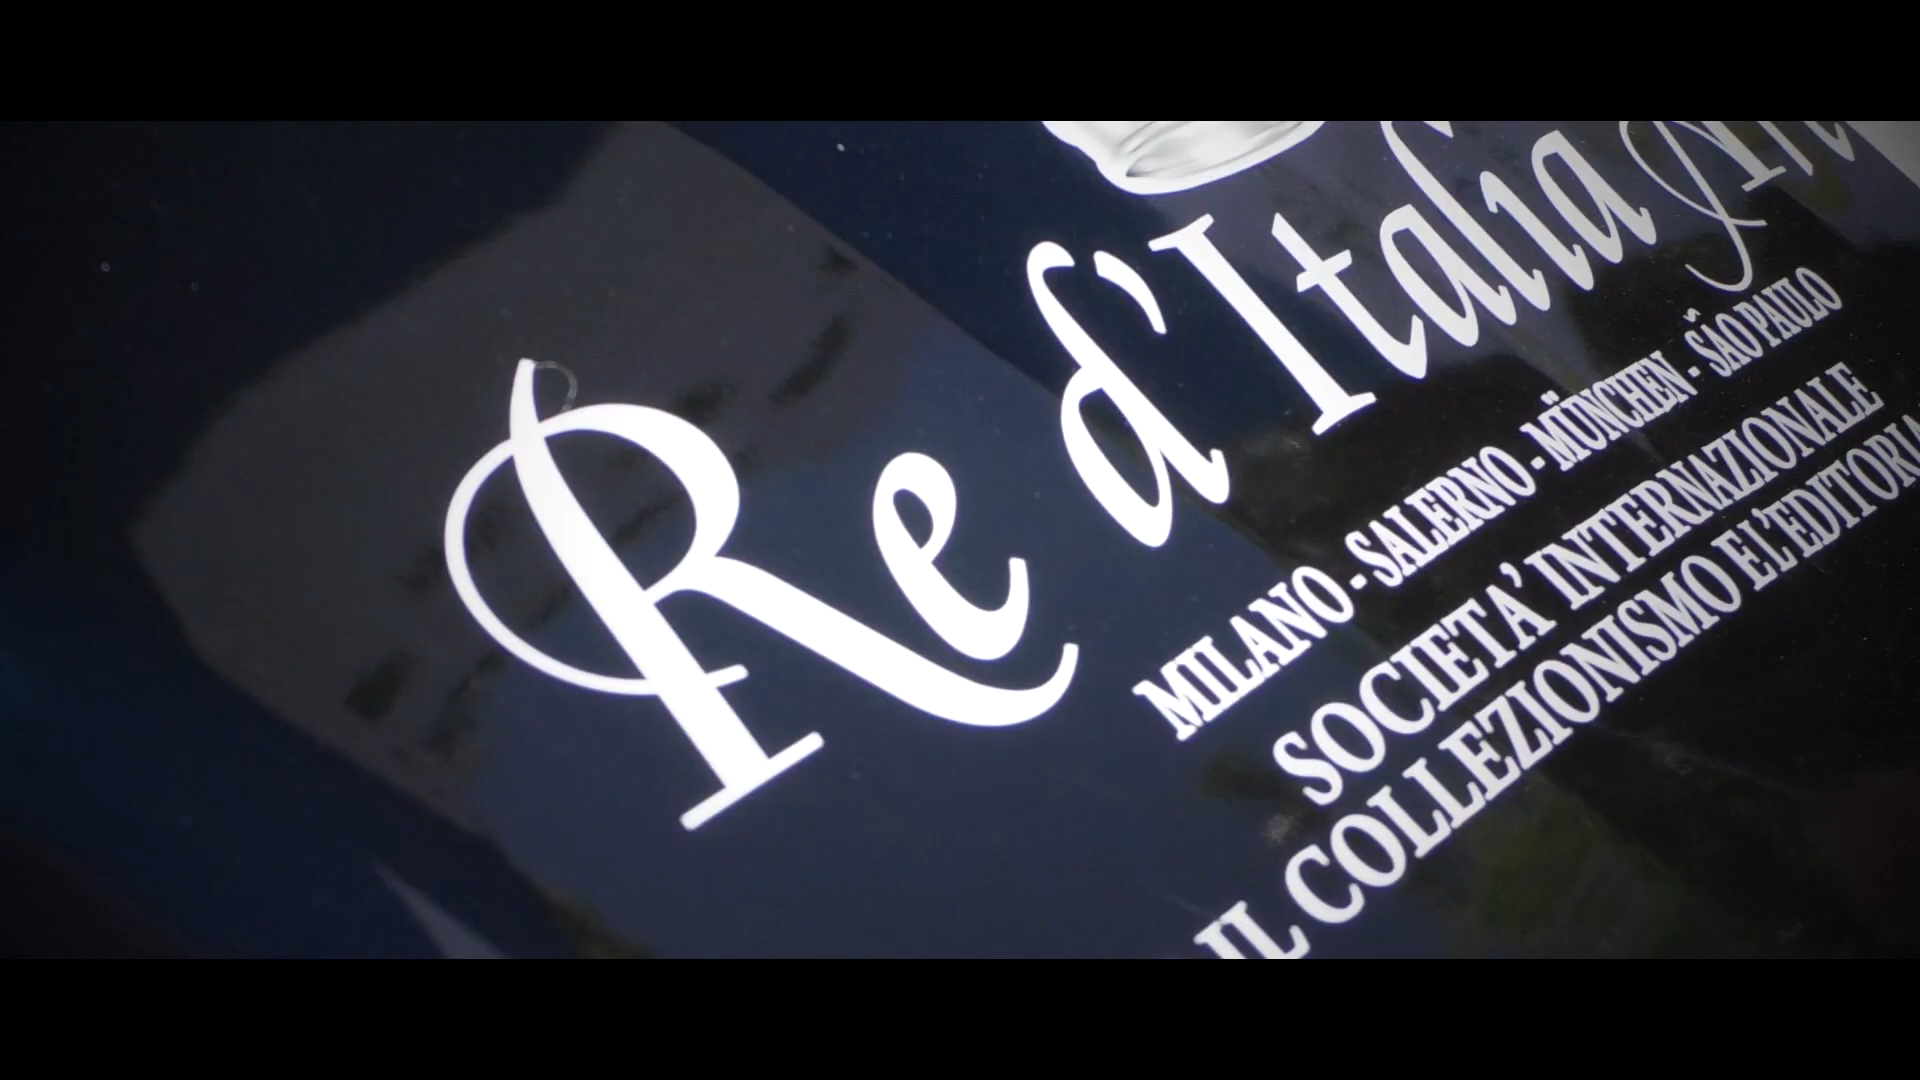 Re d'Italia
MILANO - SALERNO - MÜNCHEN - SÃO PAULO
SOCIETA' INTERNAZIONALE
IL COLLEZIONISMO E L'EDITORIA